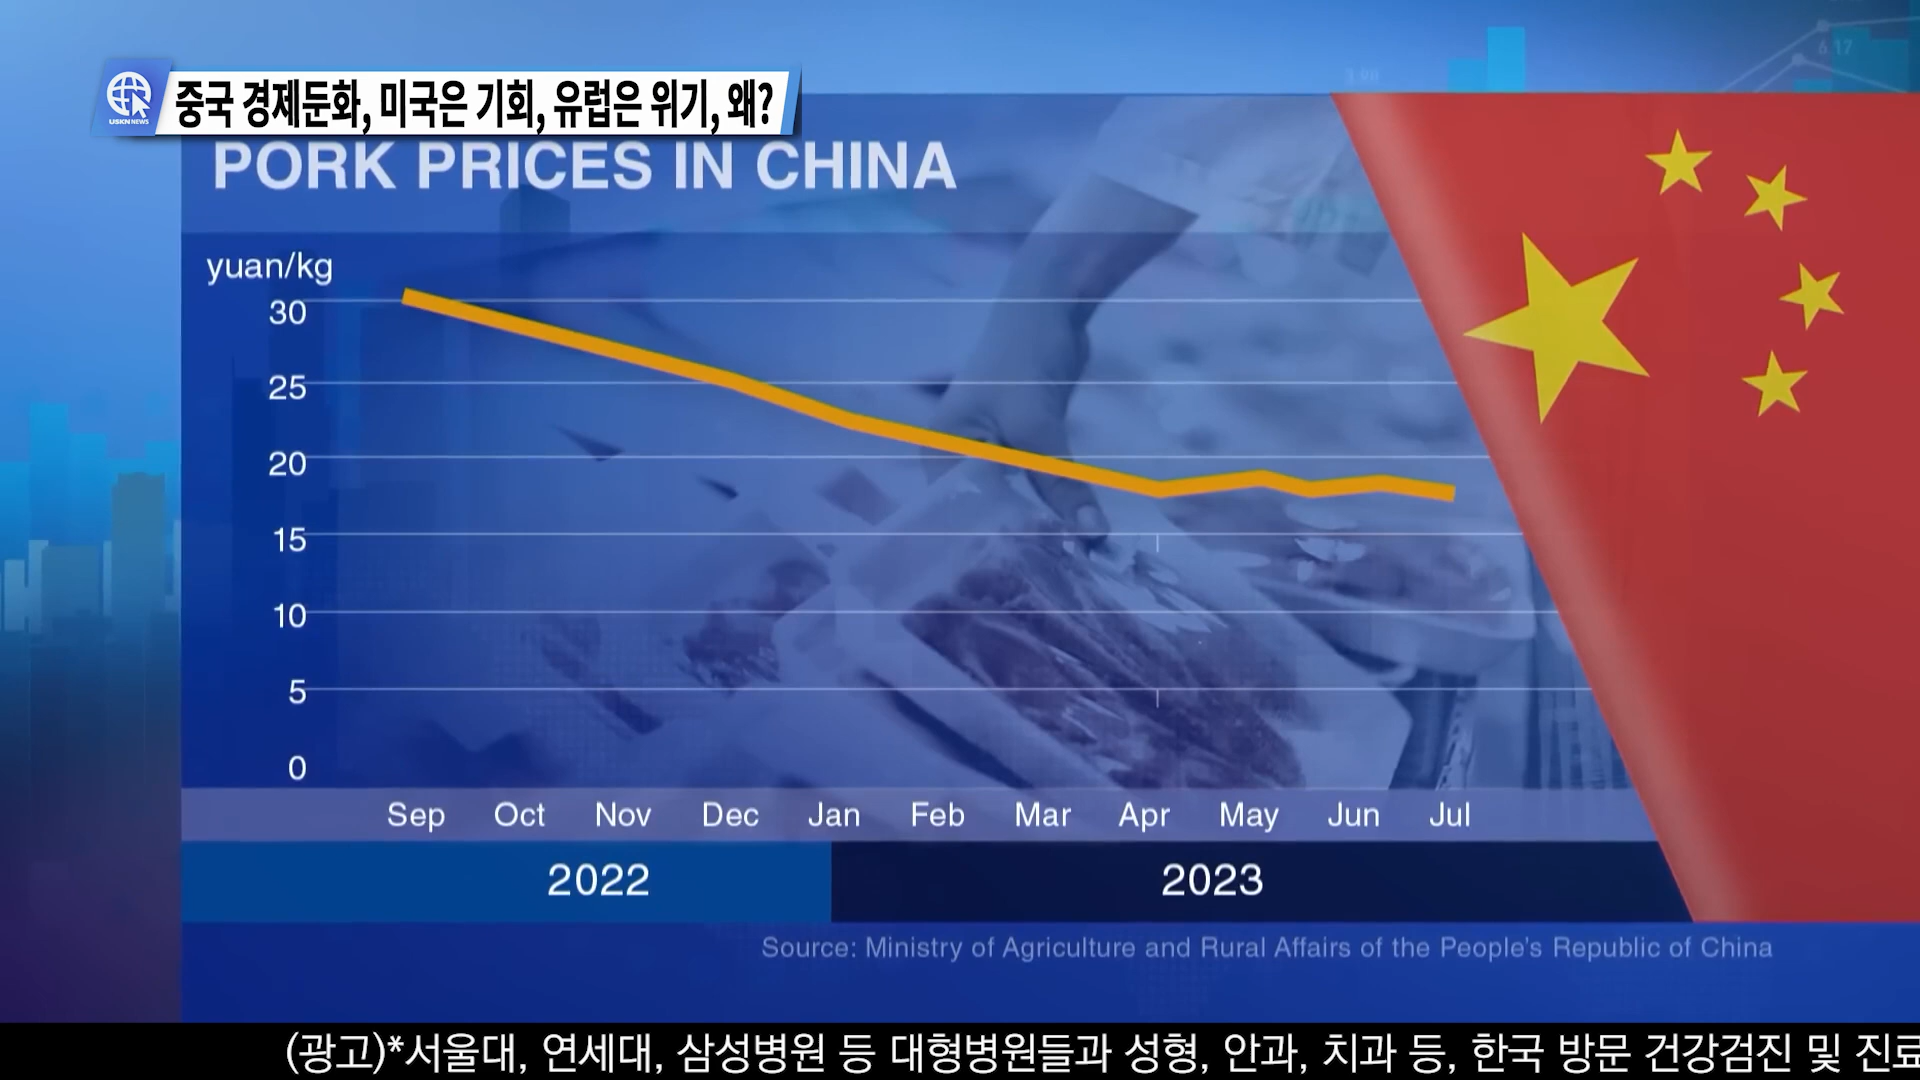 중국 경제둔화, 미국은 기회, 유럽은 위기, 왜?
USKN NEWS
PORK PRICES IN CHINA
yuan/kg
30
25
20
15
10
5
0
Sep Oct Nov Dec Jan Feb Mar Apr May Jun Jul
2022 2023
Source: Ministry of Agriculture and Rural Affairs of the People's Republic of China
(광고)*서울대, 연세대, 삼성병원 등 대형병원들과 성형, 안과, 치과 등, 한국 방문 건강검진 및 진료
6.17